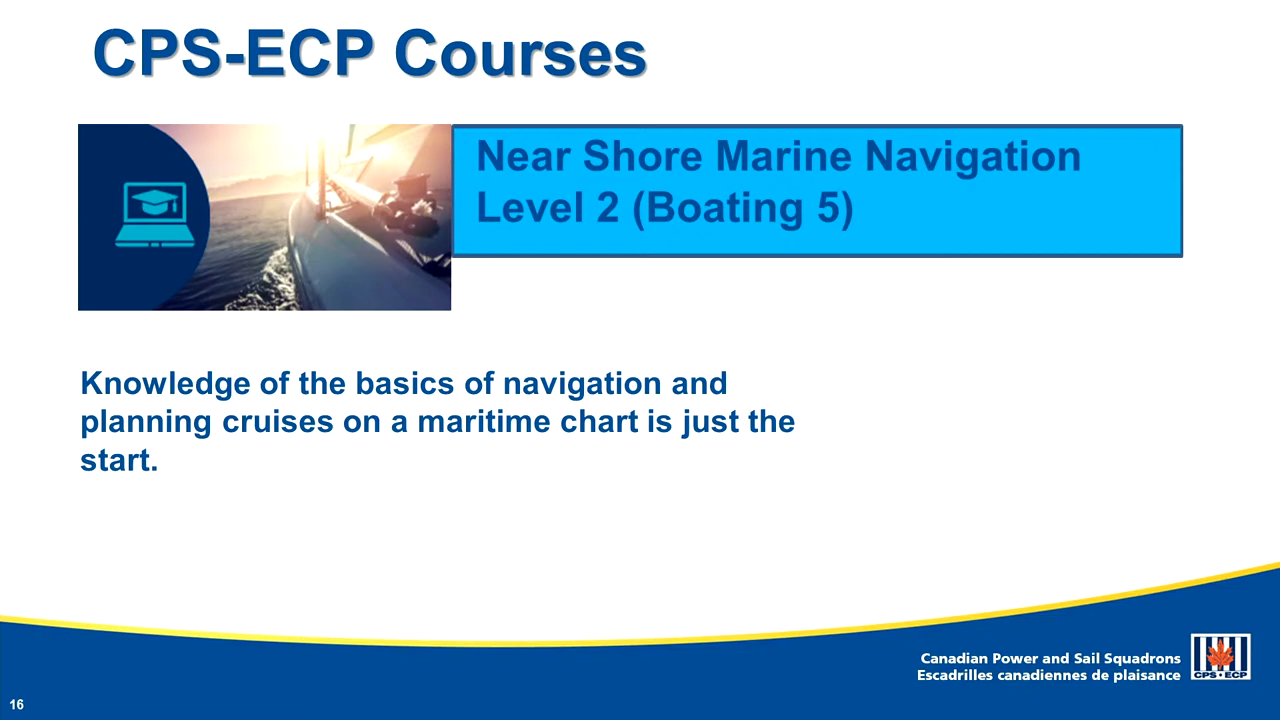 CPS-ECP Courses
Near Shore Marine Navigation
Level 2 (Boating 5)
Knowledge of the basics of navigation and
planning cruises on a maritime chart is just the
start.
Canadian Power and Sail Squadrons
Escadrilles canadiennes de plaisance
CPS • ECP
16